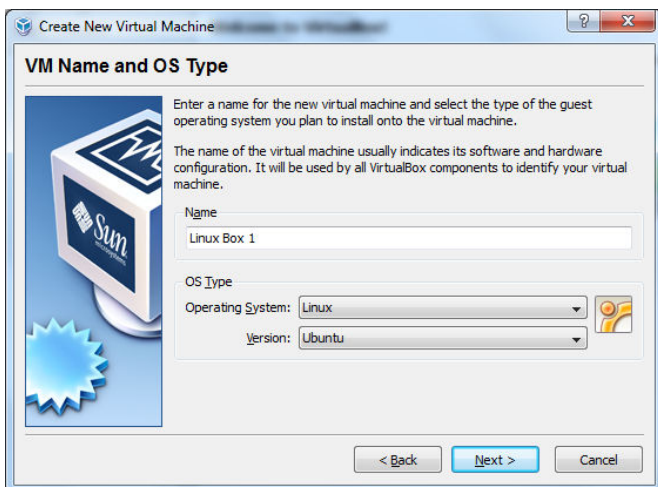 Create New Virtual Machine
VM Name and OS Type
Enter a name for the new virtual machine and select the type of the guest
operating system you plan to install onto the virtual machine.
The name of the virtual machine usually indicates its software and hardware
configuration. It will be used by all VirtualBox components to identify your virtual
machine.
Name
Linux Box 1
OS Type
Operating System: Linux
Version: Ubuntu
Sun
microsystems
< Back
Next >
Cancel